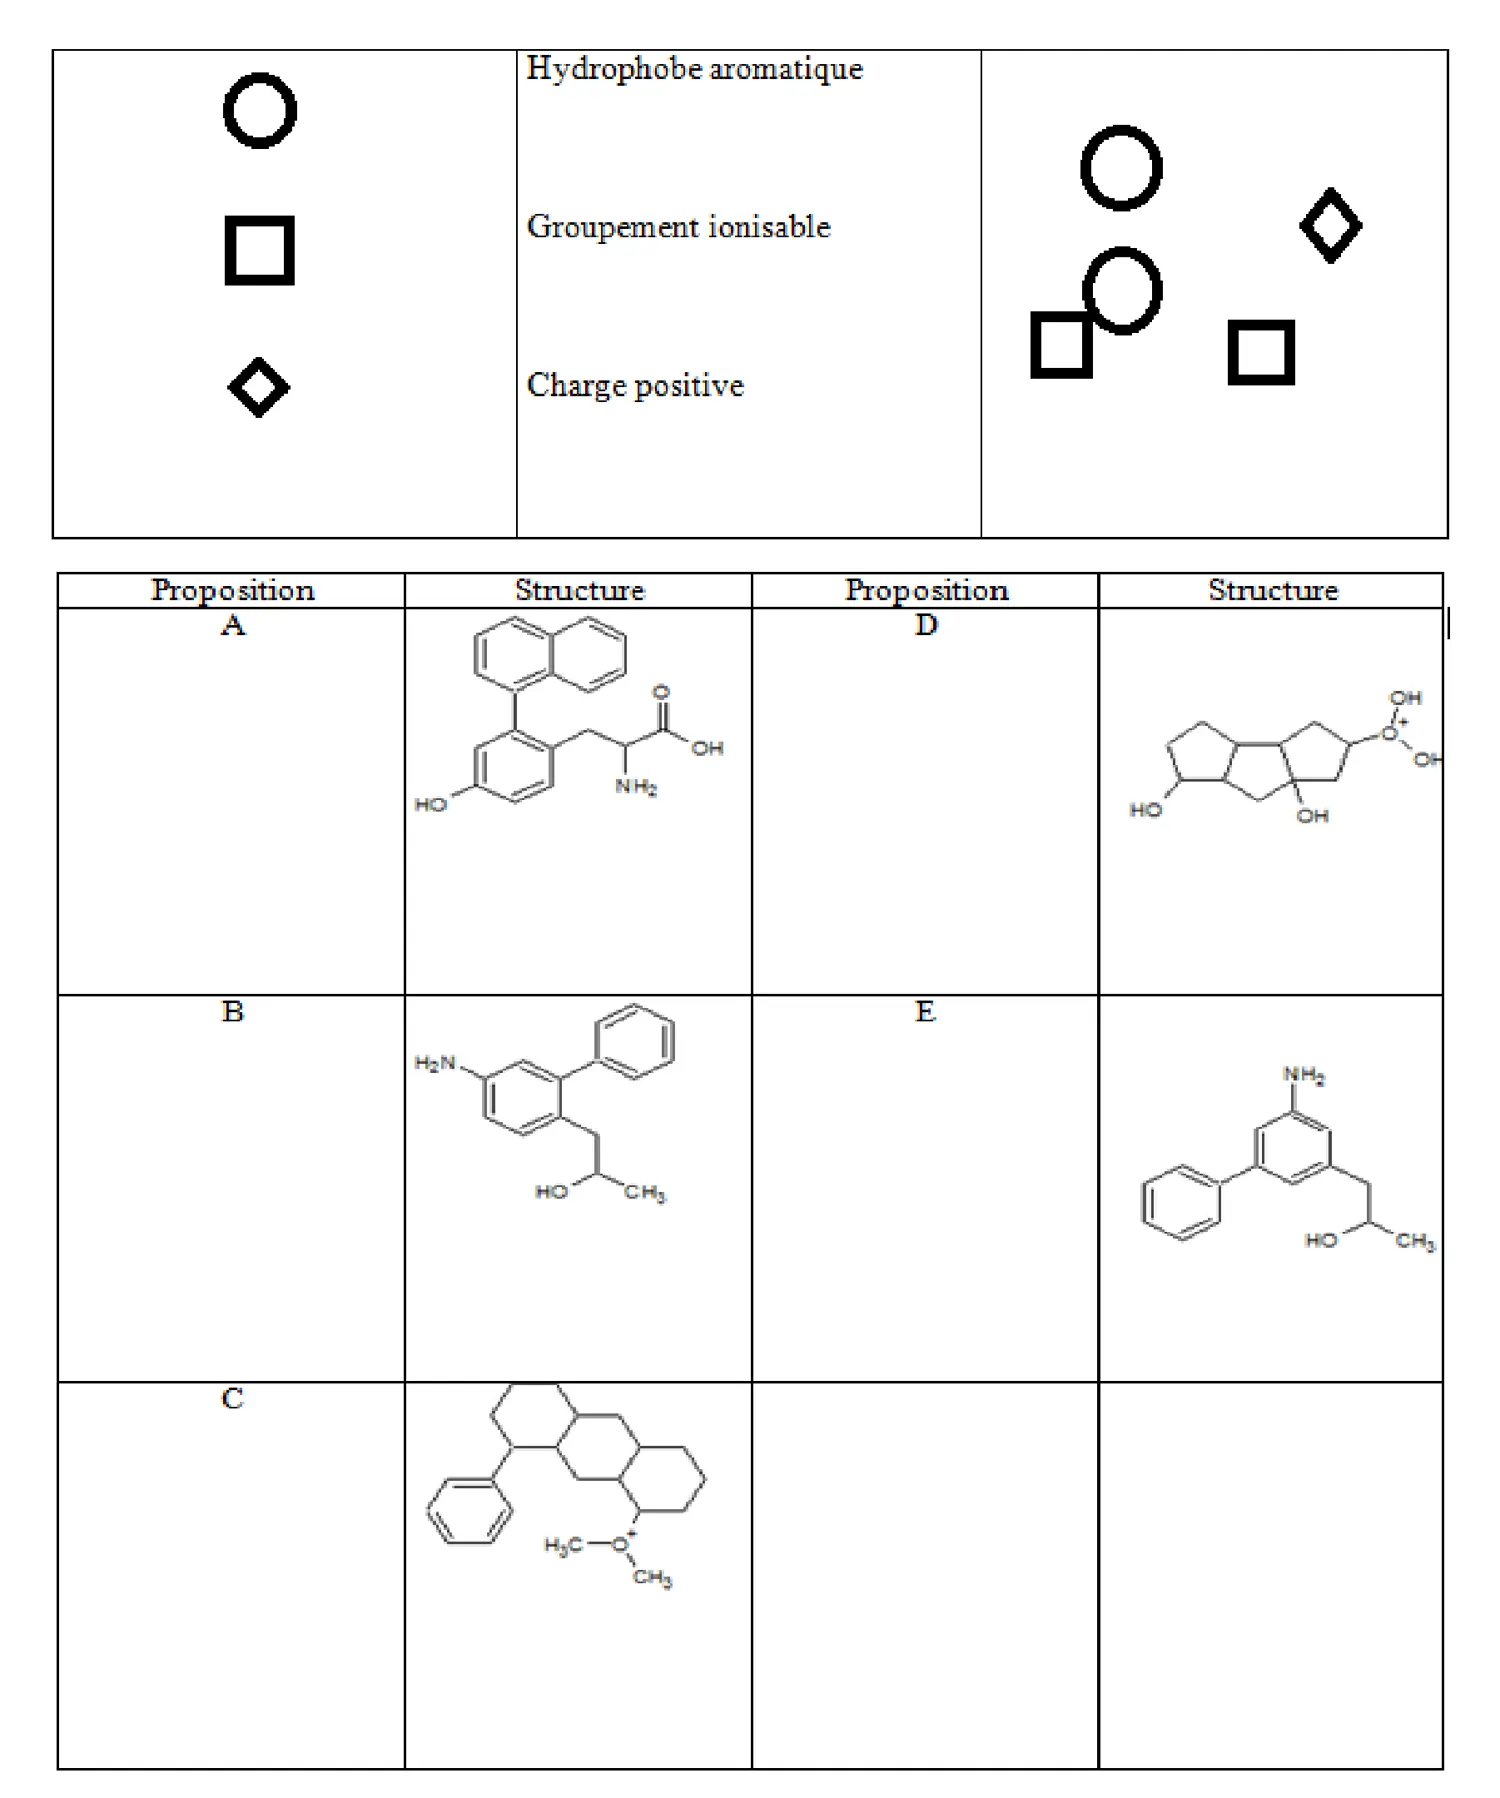 Hydrophobe aromatique
Groupement ionisable
Charge positive
Proposition Structure Proposition Structure
A D
O
OH
NH2
HO
OH
O+
OH
HO
OH
B E
H2N
HO CH3
NH2
HO CH3
C
H3C O+
CH3